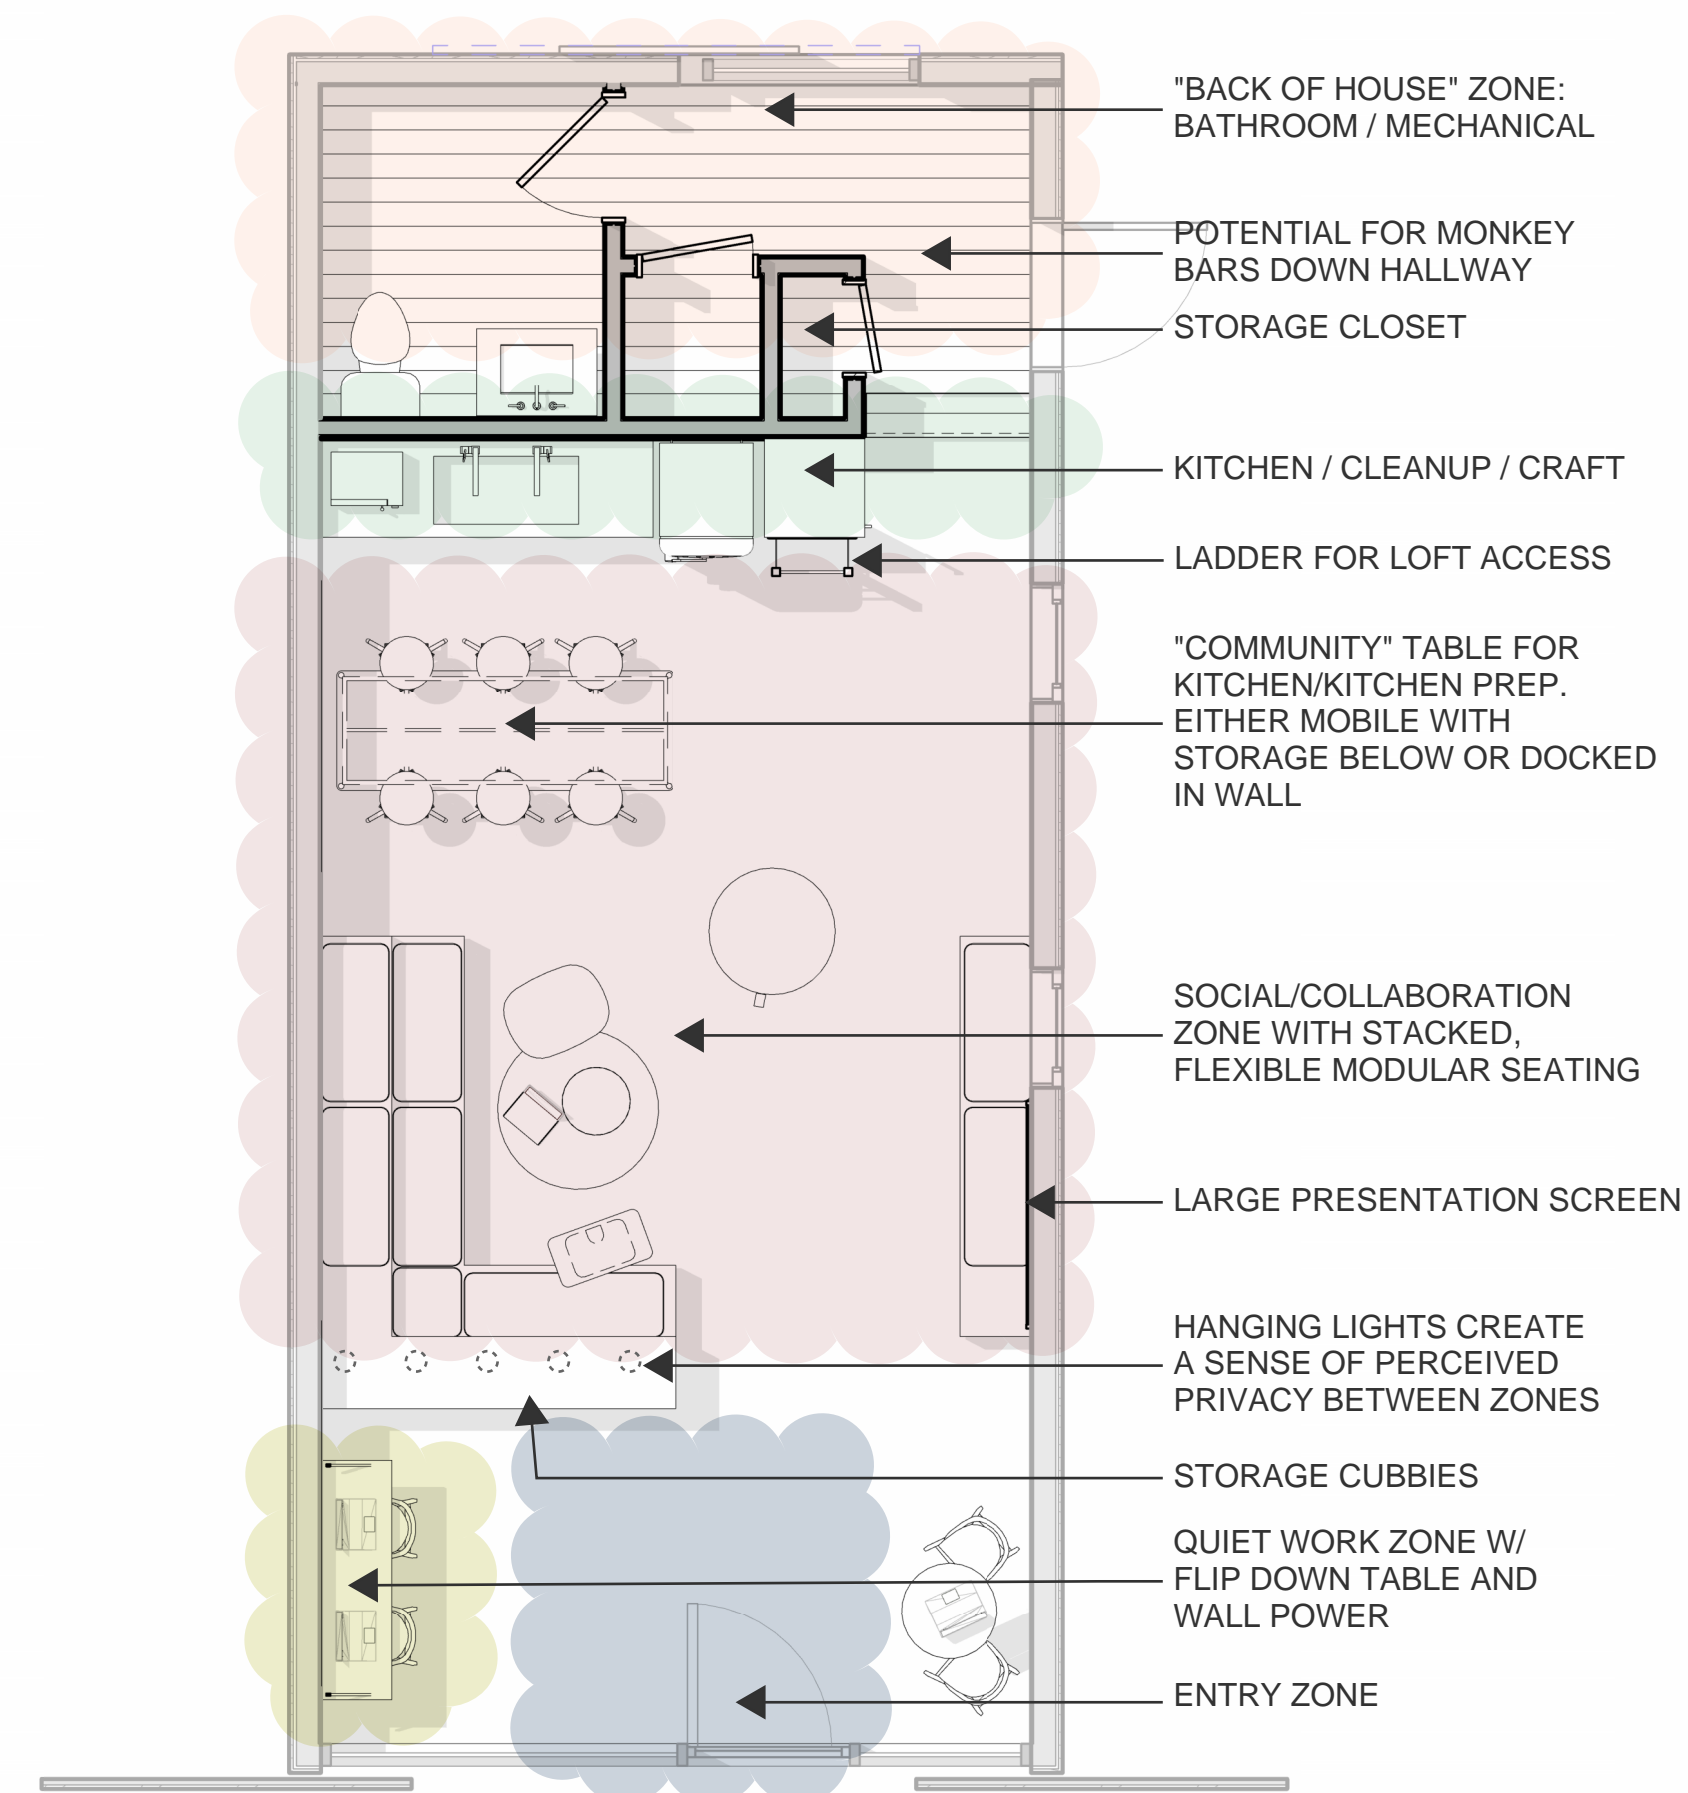 "BACK OF HOUSE" ZONE:
BATHROOM / MECHANICAL
POTENTIAL FOR MONKEY
BARS DOWN HALLWAY
STORAGE CLOSET
KITCHEN / CLEANUP / CRAFT
LADDER FOR LOFT ACCESS
"COMMUNITY" TABLE FOR
KITCHEN/KITCHEN PREP.
EITHER MOBILE WITH
STORAGE BELOW OR DOCKED
IN WALL
SOCIAL/COLLABORATION
ZONE WITH STACKED,
FLEXIBLE MODULAR SEATING
LARGE PRESENTATION SCREEN
HANGING LIGHTS CREATE
A SENSE OF PERCEIVED
PRIVACY BETWEEN ZONES
STORAGE CUBBIES
QUIET WORK ZONE W/
FLIP DOWN TABLE AND
WALL POWER
ENTRY ZONE